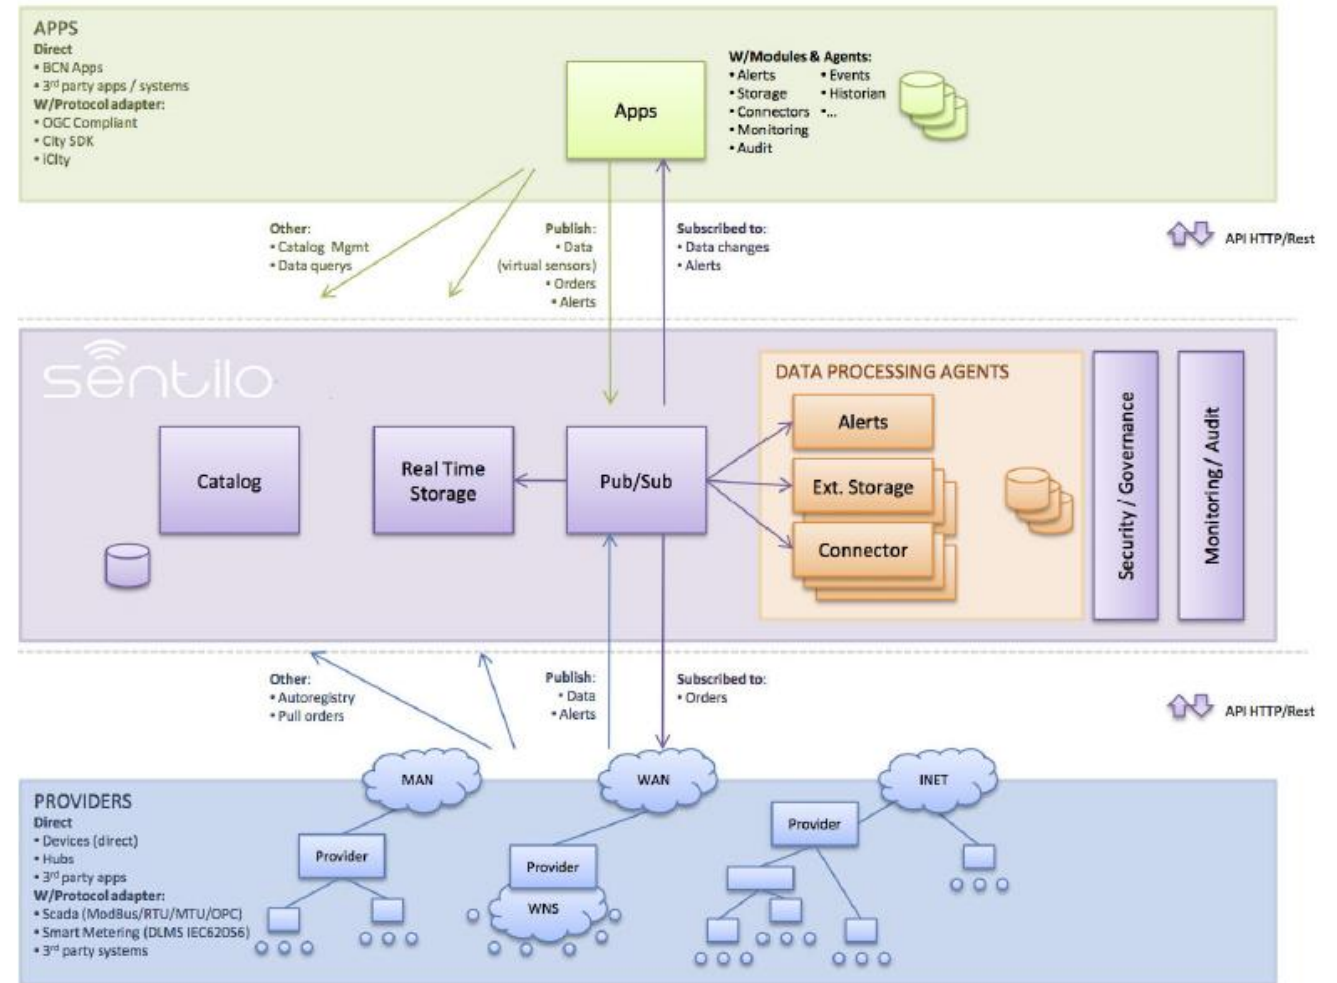 APPS
Direct
• BCN Apps
• 3rd party apps / systems
W/Protocol adapter:
• OGC Compliant
• City SDK
• iCity
Apps
W/Modules & Agents:
• Alerts
• Storage
• Connectors
• Monitoring
• Audit
• Events
• Historian
•...
Other:
• Catalog Mgmt
• Data querys
Publish:
• Data
(virtual sensors)
• Orders
• Alerts
Subscribed to:
• Data changes
• Alerts
API HTTP/Rest
sentilo
Catalog
Real Time
Storage
Pub/Sub
DATA PROCESSING AGENTS
Alerts
Ext. Storage
Connector
Security / Governance
Monitoring/ Audit
Other:
• Autoregistry
• Pull orders
Publish:
• Data
• Alerts
Subscribed to:
• Orders
API HTTP/Rest
PROVIDERS
Direct
• Devices (direct)
• Hubs
• 3rd party apps
W/Protocol adapter:
• Scada (ModBus/RTU/MTU/OPC)
• Smart Metering (DLMS IEC62056)
• 3rd party systems
MAN
Provider
WAN
Provider
WNS
INET
Provider